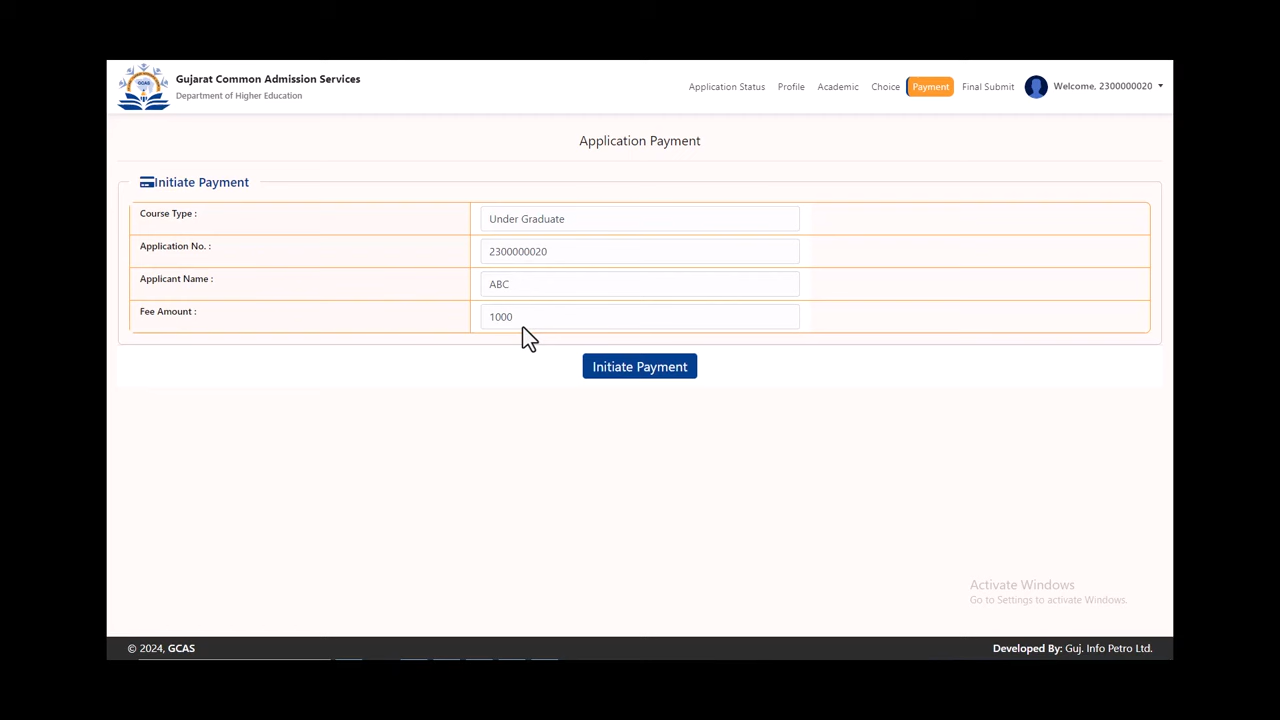 Gujarat Common Admission Services
Department of Higher Education
Application Status Profile Academic Choice Payment Final Submit Welcome, 2300000020
Application Payment
Initiate Payment
Course Type : Under Graduate
Application No. : 2300000020
Applicant Name : ABC
Fee Amount : 1000
Initiate Payment
Activate Windows
Go to Settings to activate Windows.
© 2024, GCAS Developed By: Guj. Info Petro Ltd.